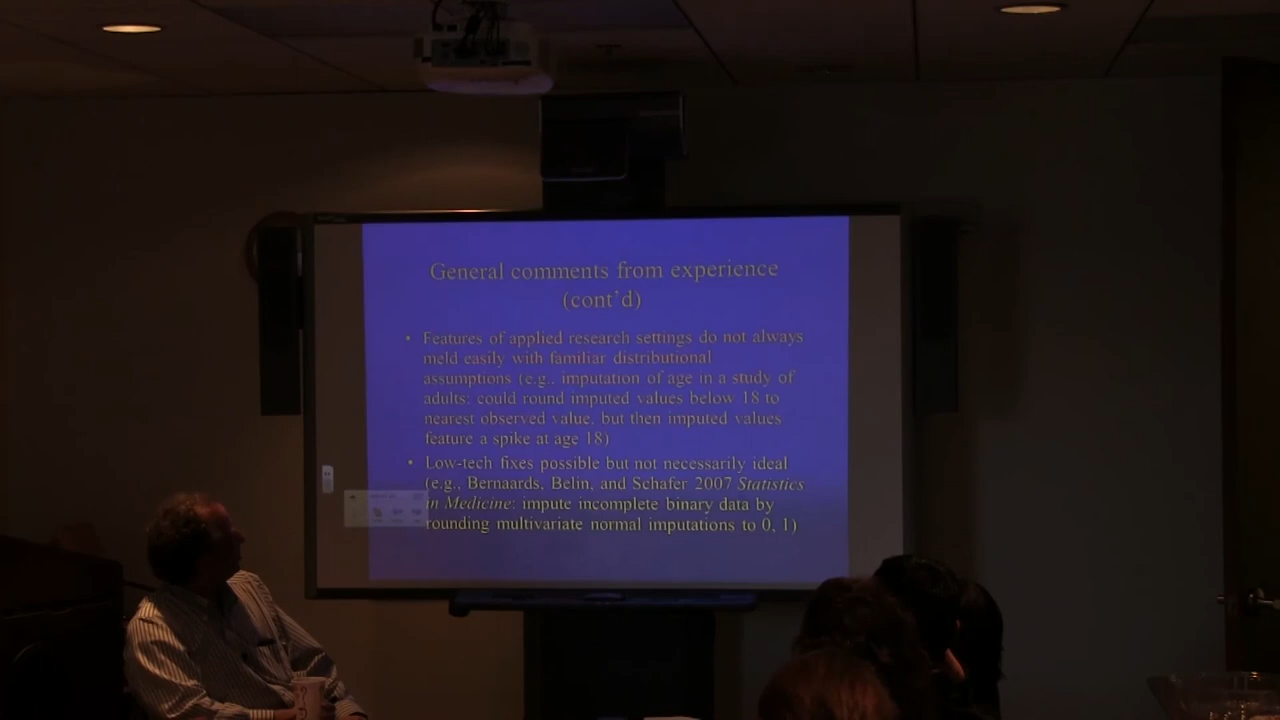 General comments from experience
(cont'd)
• Features of applied research settings do not always
meld easily with familiar distributional
assumptions (e.g., imputation of age in a study of
adults: could round imputed values below 18 to
nearest observed value, but then imputed values
feature a spike at age 18)
• Low-tech fixes possible but not necessarily ideal
(e.g., Bernaards, Belin, and Schafer 2007 Statistics
in Medicine: impute incomplete binary data by
rounding multivariate normal imputations to 0, 1)